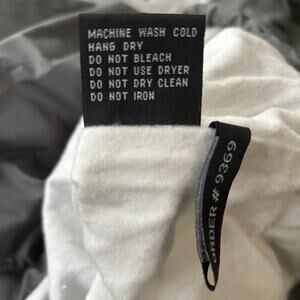 MACHINE WASH COLD
HANG DRY
DO NOT BLEACH
DO NOT USE DRYER
DO NOT DRY CLEAN
DO NOT IRON
ORDER # 9369